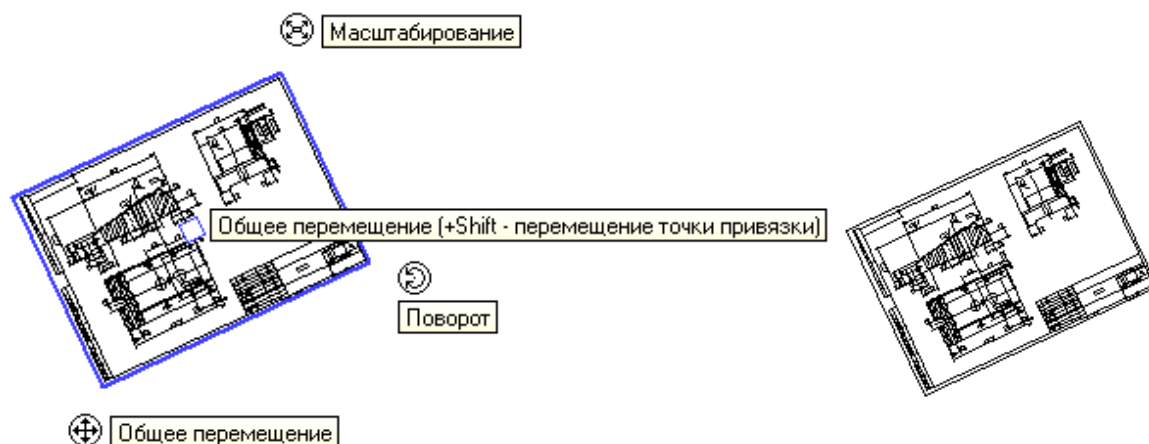 Масштабирование
Общее перемещение (+Shift - перемещение точки привязки)
Поворот
Общее перемещение